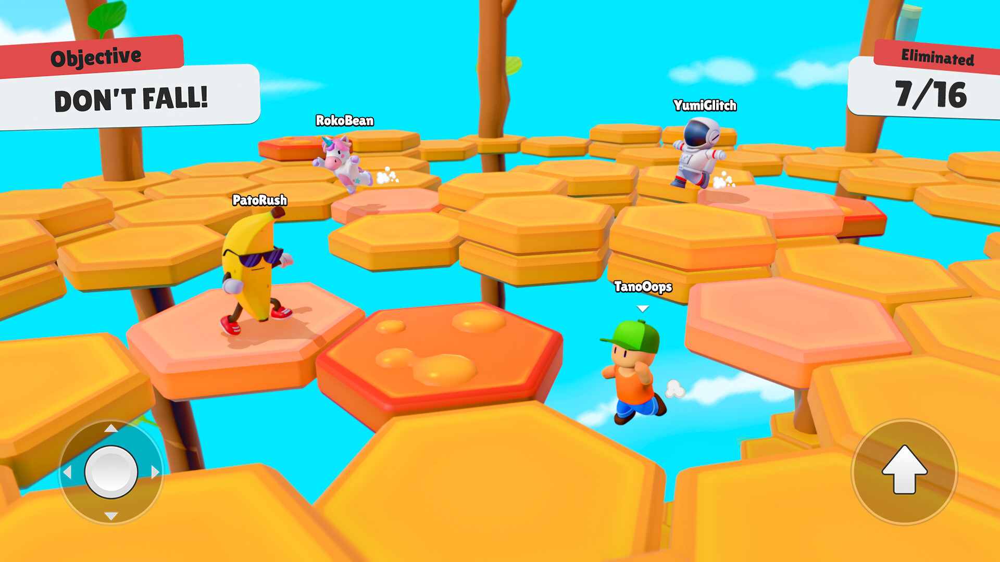 Objective
DON'T FALL!
Eliminated
7/16
YumiGlitch
RokoBean
PatoRush
TanoOops